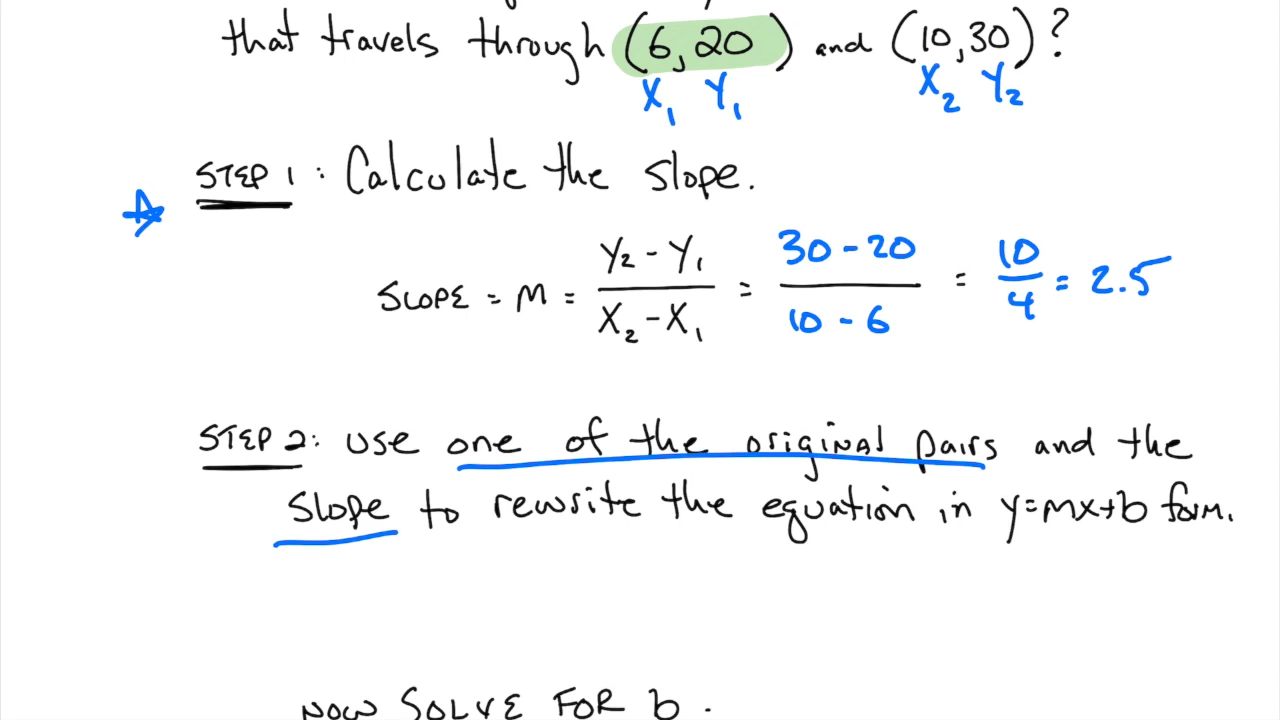 that travels through (6,20) and (10,30)?
X₁ Y₁ X₂ Y₂
STEP 1: Calculate the slope.
SLOPE = M = Y₂ - Y₁ / X₂ - X₁ = 30 - 20 / 10 - 6 = 10/4 = 2.5
STEP 2: USE one of the original pairs and the
slope to rewrite the equation in y=mx+b form.
NOW SOLVE FOR b.